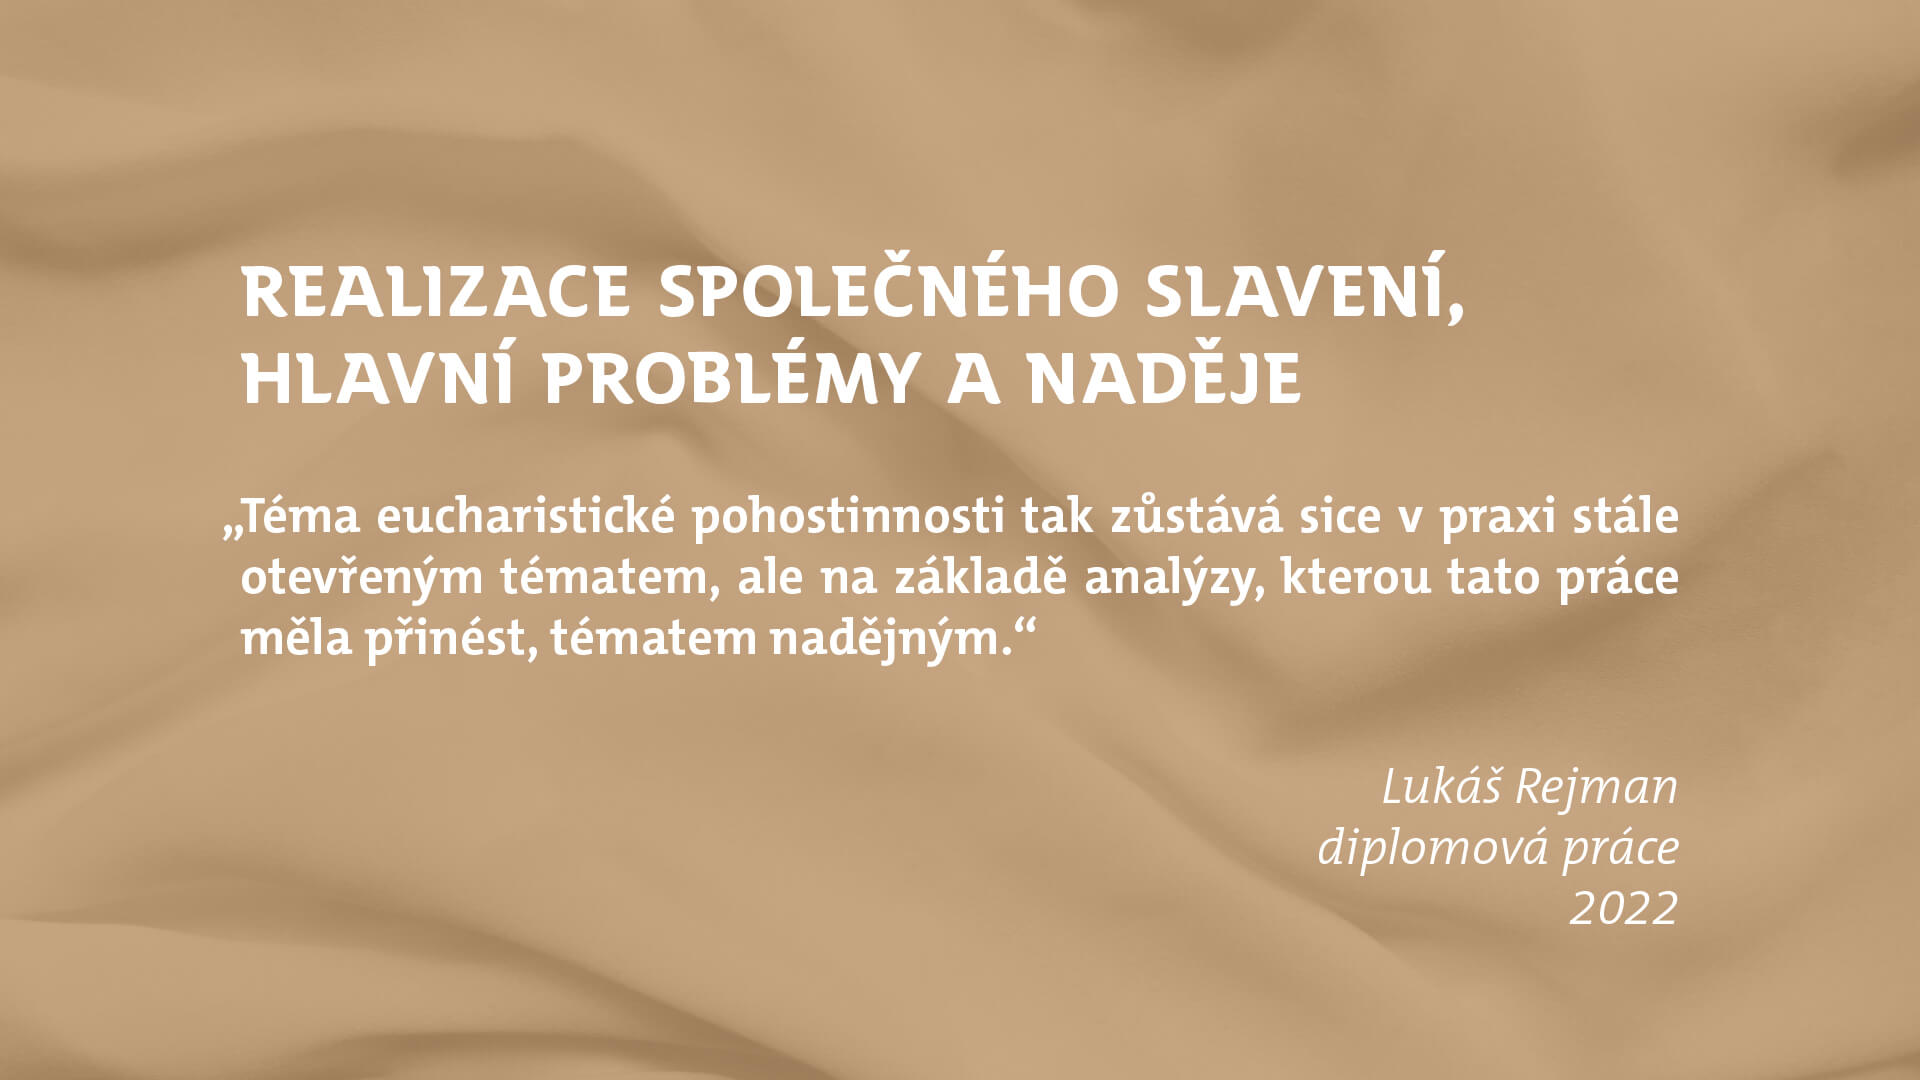 REALIZACE SPOLEČNÉHO SLAVENÍ,
HLAVNÍ PROBLÉMY A NADĚJE
„Téma eucharistické pohostinnosti tak zůstává sice v praxi stále
otevřeným tématem, ale na základě analýzy, kterou tato práce
měla přinést, tématem nadějným.“
Lukáš Rejman
diplomová práce
2022